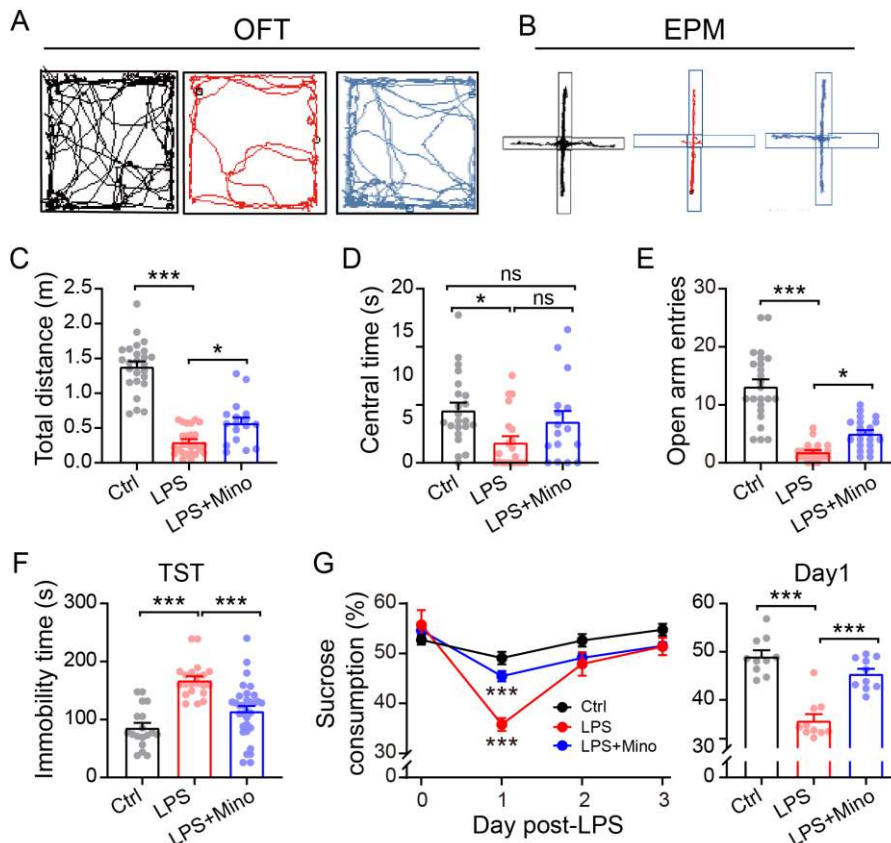 A
OFT
B
EPM
C
Total distance (m)
2.5
2.0
1.5
1.0
0.5
0.0
***
*
Ctrl
LPS
LPS+Mino
D
Central time (s)
20
15
10
5
0
ns
*
ns
Ctrl
LPS
LPS+Mino
E
Open arm entries
30
20
10
0
***
*
Ctrl
LPS
LPS+Mino
F
TST
Immobility time (s)
300
200
100
0
***
***
Ctrl
LPS
LPS+Mino
G
Sucrose
consumption (%)
60
50
40
30
0
***
***
Ctrl
LPS
LPS+Mino
0
1
2
3
Day post-LPS
Day1
60
50
40
30
0
***
***
Ctrl
LPS
LPS+Mino